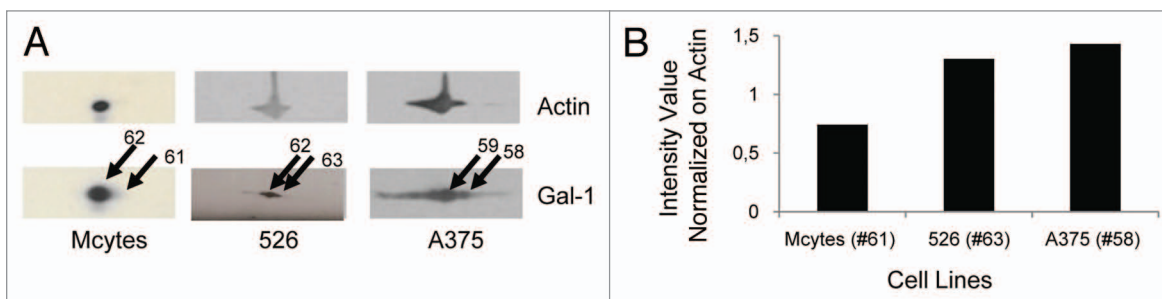 A
Actin
62
61
62
63
59
58
Gal-1
Mcytes
526
A375
B
Intensity Value
Normalized on Actin
1,5
1
0,5
0
Mcytes (#61)
526 (#63)
A375 (#58)
Cell Lines